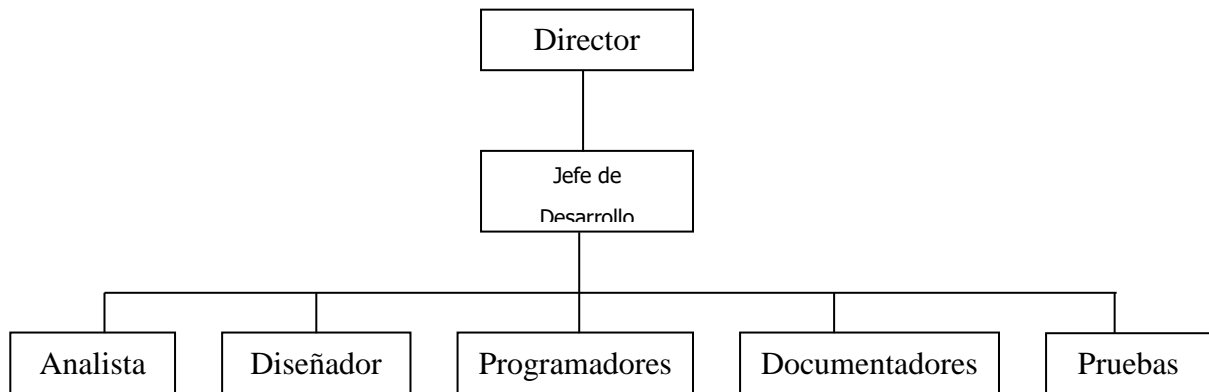 Director
Jefe de
Desarrollo
Analista
Diseñador
Programadores
Documentadores
Pruebas